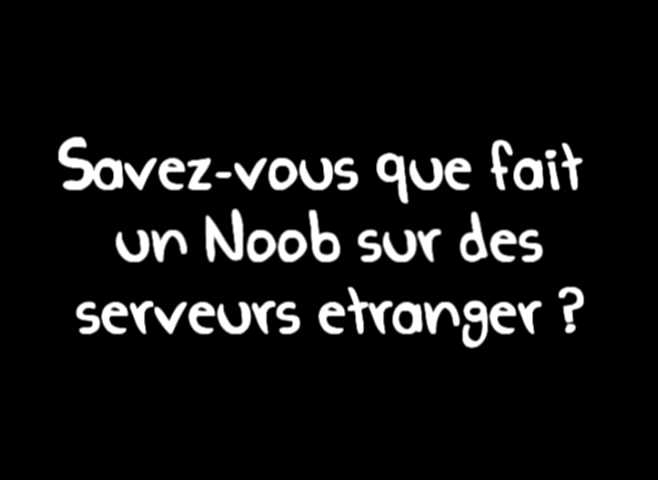 Savez-vous que fait
un Noob sur des
serveurs etranger ?